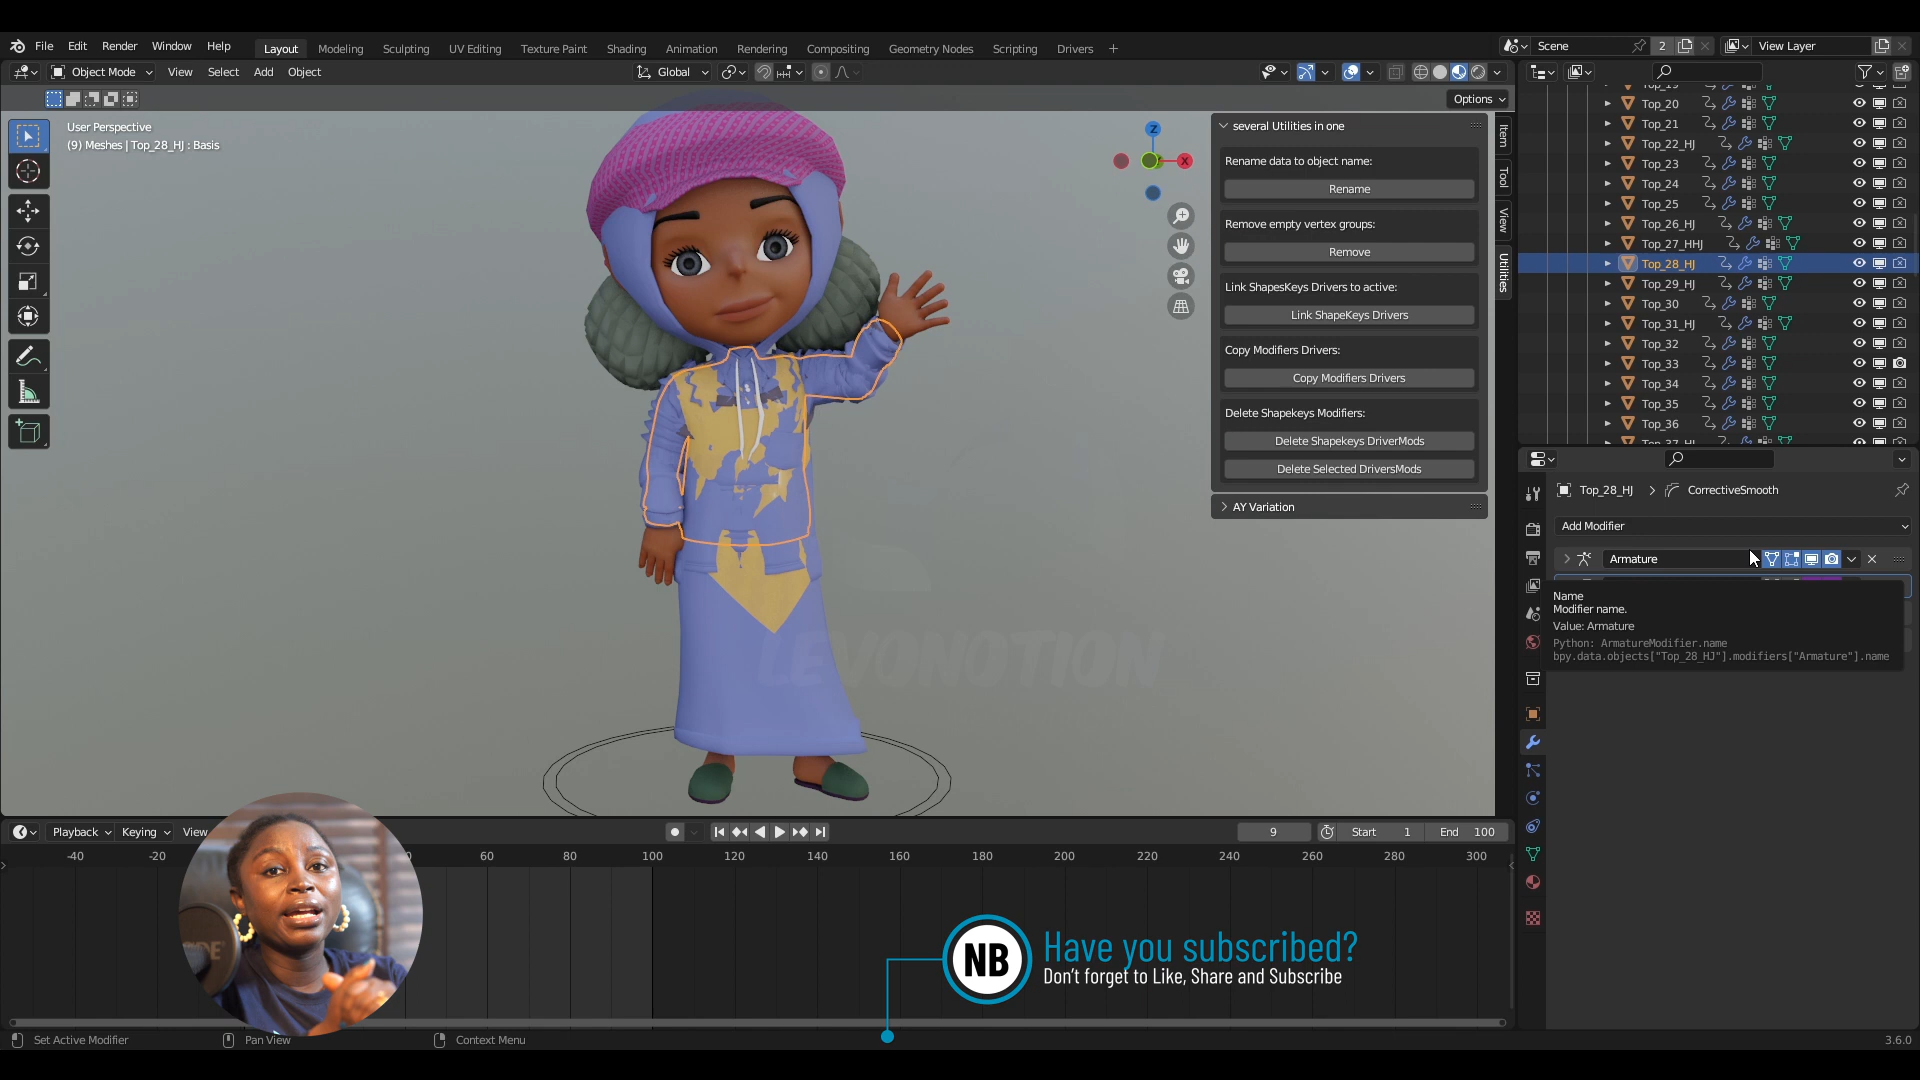 File Edit Render Window Help Layout Modeling Sculpting UV Editing Texture Paint Shading Animation Rendering Compositing Geometry Nodes Scripting Drivers + Scene 2 View Layer
Object Mode View Select Add Object Global
Options
User Perspective
(9) Meshes | Top_28_HJ : Basis
Z
X
several Utilities in one
Rename data to object name:
Rename
Remove empty vertex groups:
Remove
Link ShapesKeys Drivers to active:
Link ShapeKeys Drivers
Copy Modifiers Drivers:
Copy Modifiers Drivers
Delete Shapekeys Modifiers:
Delete Shapekeys DriverMods
Delete Selected DriversMods
AY Variation
Item
Tool
View
Utilities
Top_19
Top_20
Top_21
Top_22_HJ
Top_23
Top_24
Top_25
Top_26_HJ
Top_27_HHJ
Top_28_HJ
Top_29_HJ
Top_30
Top_31_HJ
Top_32
Top_33
Top_34
Top_35
Top_36
Top_37_HJ
Top_28_HJ > CorrectiveSmooth
Add Modifier
Armature
Name
Modifier name.
Value: Armature
Python: ArmatureModifier.name
bpy.data.objects["Top_28_HJ"].modifiers["Armature"].name
Playback Keying View 9 Start 1 End 100
-40 -20 60 80 100 120 140 160 180 200 220 240 260 280 300
NB
Have you subscribed?
Don't forget to Like, Share and Subscribe
Set Active Modifier Pan View Context Menu 3.6.0